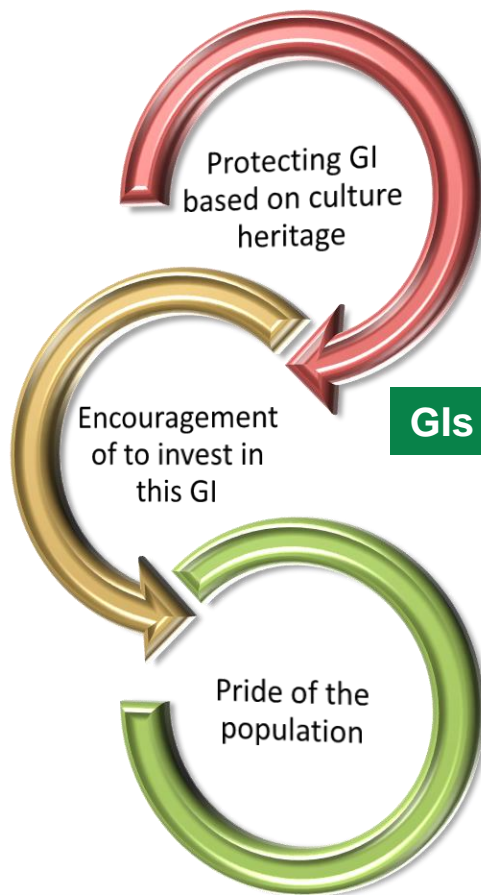 Protecting GI
based on culture
heritage
Encouragement
of to invest in
this GI
GIs
Pride of the
population